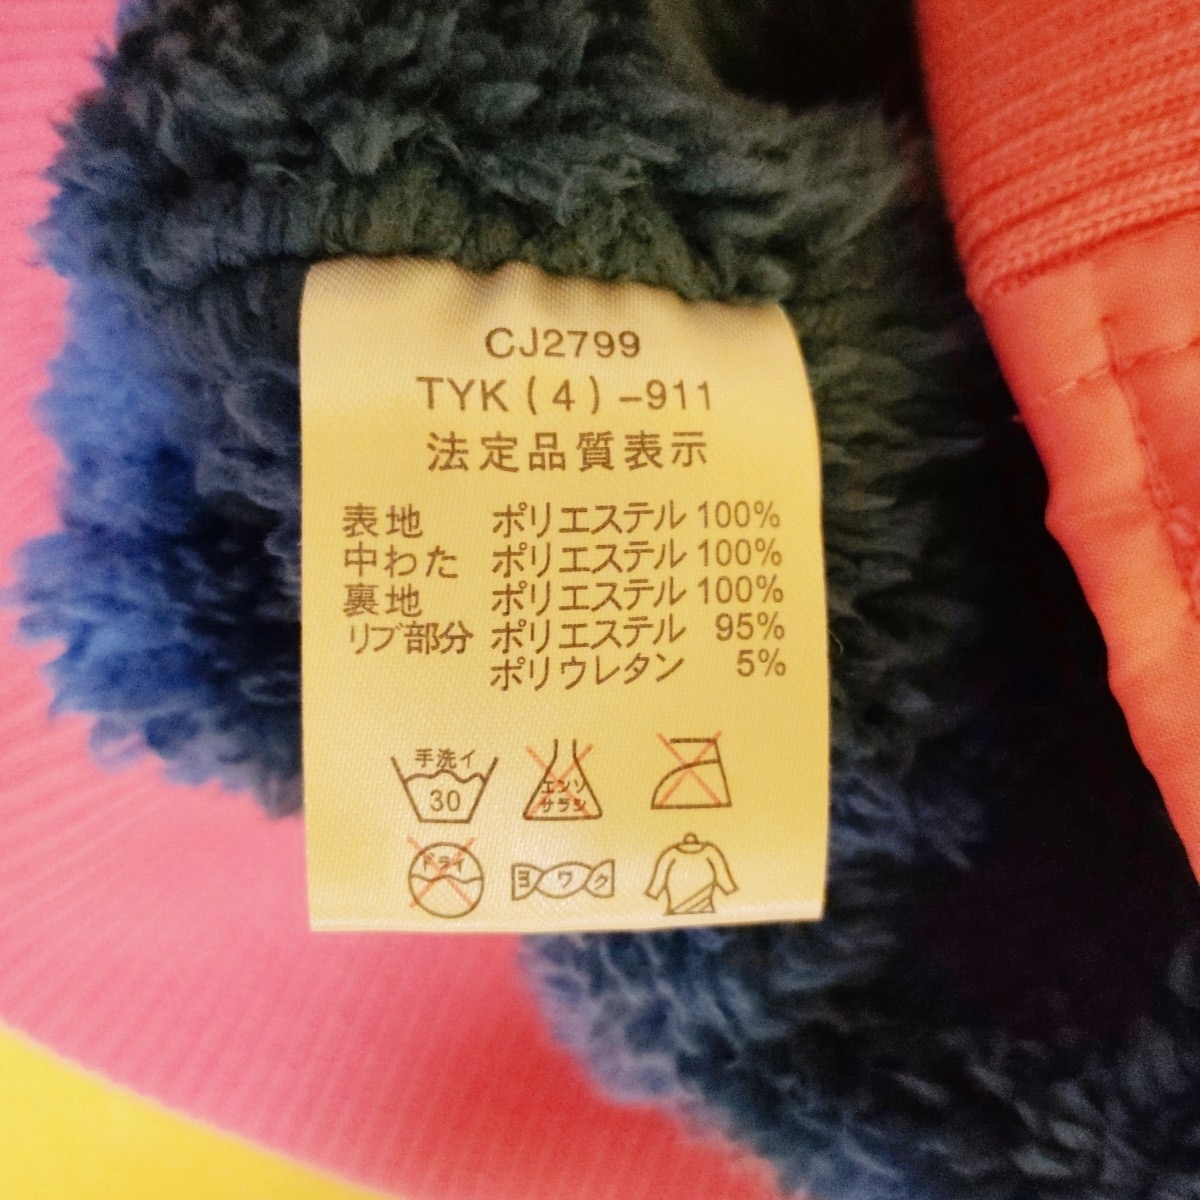 CJ2799
TYK(4)-911
法定品質表示
表地 ポリエステル 100%
中わた ポリエステル 100%
裏地 ポリエステル 100%
リブ部分 ポリエステル 95%
ポリウレタン 5%
手洗イ
30
エンソ
サラシ
ドライ
ヨワク